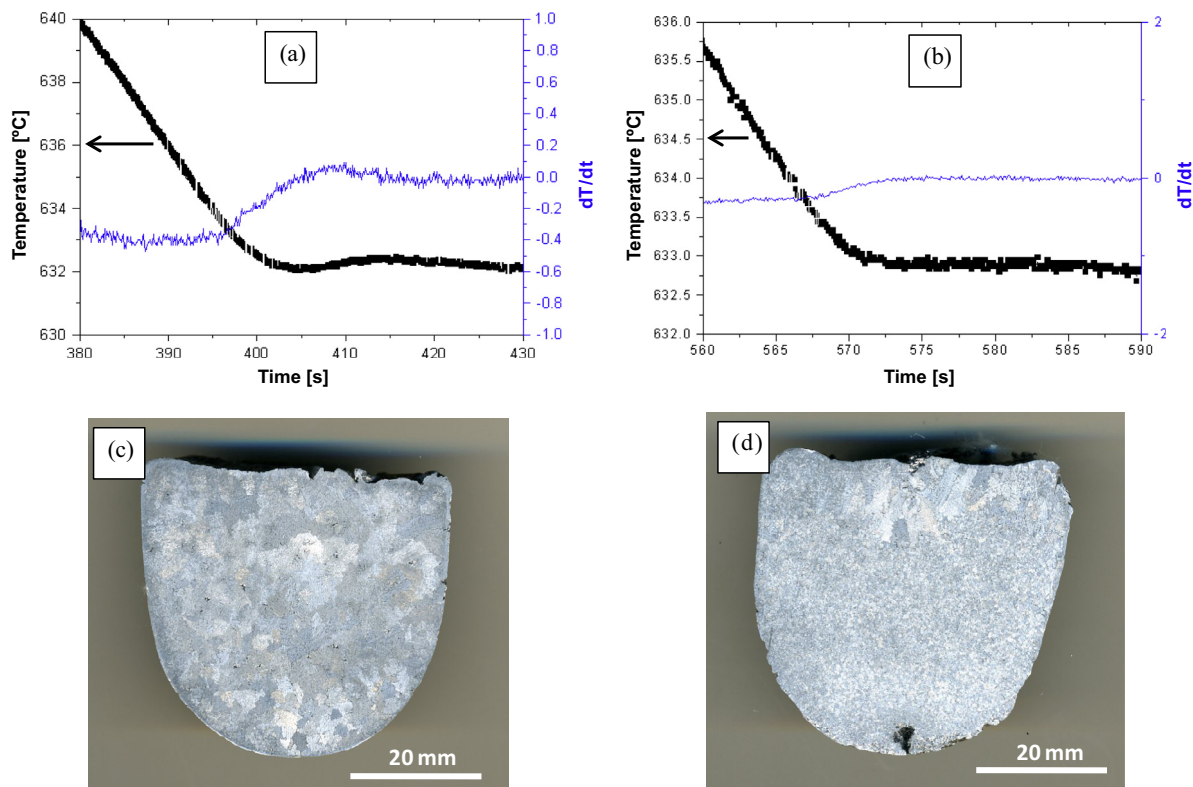 (a)
Temperature [ºC]
640
638
636
634
632
630
1.0
0.8
0.6
0.4
0.2
0.0
-0.2
-0.4
-0.6
-0.8
-1.0
dT/dt
380 390 400 410 420 430
Time [s]
(b)
Temperature [ºC]
636.0
635.5
635.0
634.5
634.0
633.5
633.0
632.5
632.0
2
0
-2
dT/dt
560 565 570 575 580 585 590
Time [s]
(c)
20 mm
(d)
20 mm